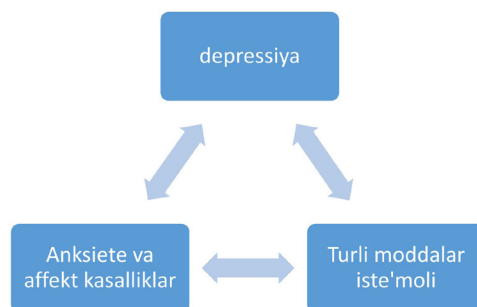 depressiya
Anksiete va
affekt kasalliklar
Turli moddalar
iste'moli